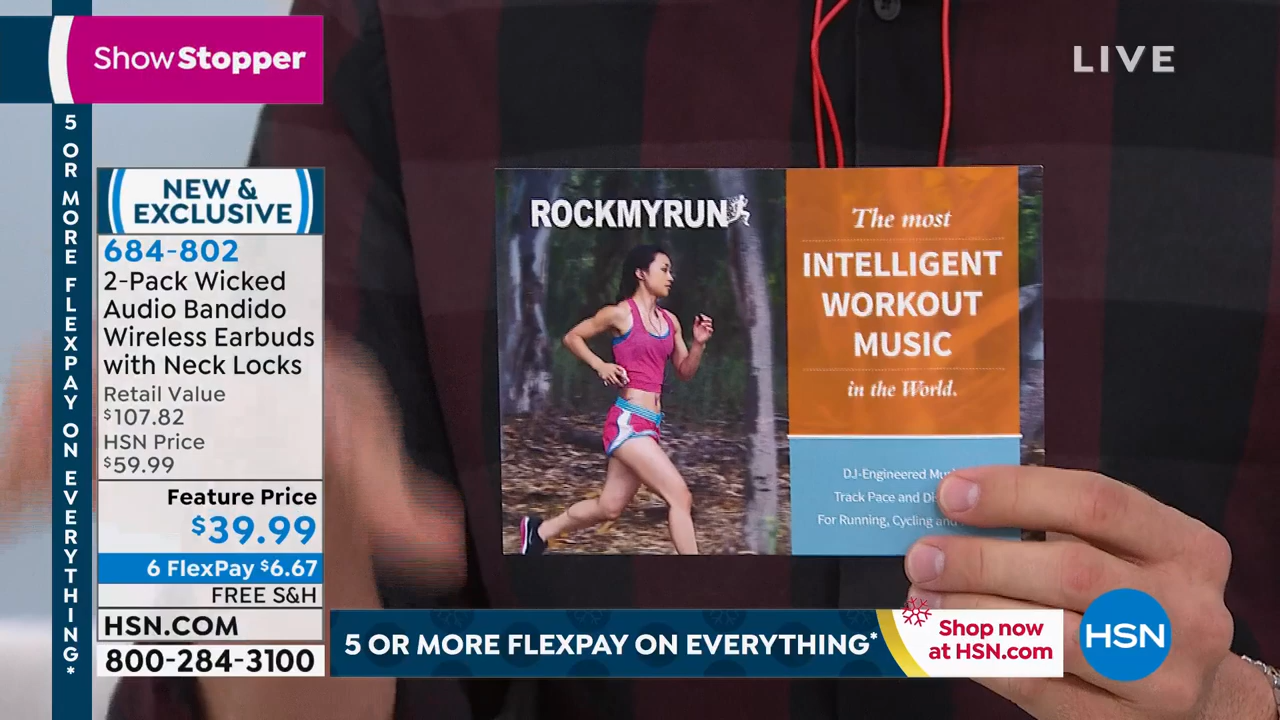 ShowStopper
LIVE
5 OR MORE FLEXPAY ON EVERYTHING*
NEW &
EXCLUSIVE
684-802
2-Pack Wicked
Audio Bandido
Wireless Earbuds
with Neck Locks
Retail Value
$107.82
HSN Price
$59.99
Feature Price
$39.99
6 FlexPay $6.67
FREE S&H
HSN.COM
800-284-3100
ROCKMYRUN
The most
INTELLIGENT
WORKOUT
MUSIC
in the World.
DJ-Engineered
Track Pace and
For Running, Cycling and
5 OR MORE FLEXPAY ON EVERYTHING*
Shop now
at HSN.com
HSN